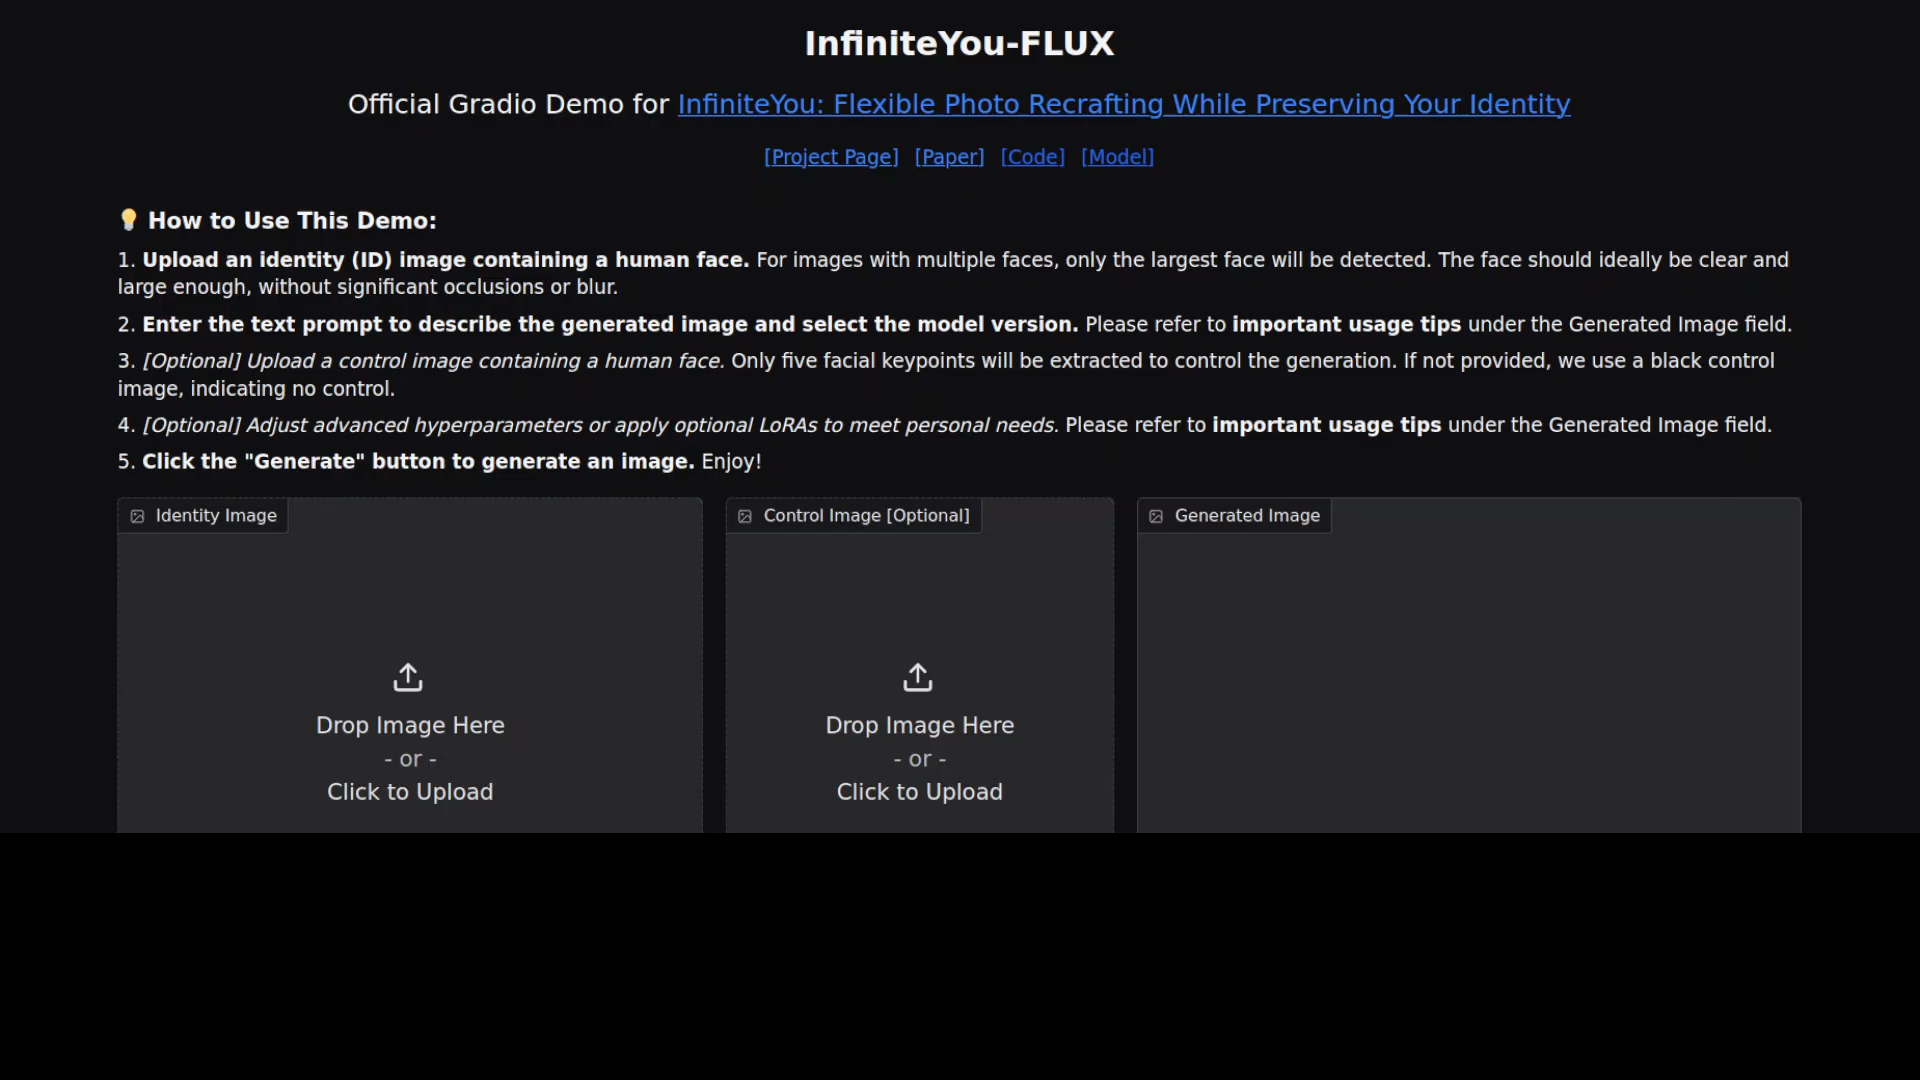 InfiniteYou-FLUX
Official Gradio Demo for InfiniteYou: Flexible Photo Recrafting While Preserving Your Identity
[Project Page] [Paper] [Code] [Model]
💡 How to Use This Demo:
1. Upload an identity (ID) image containing a human face. For images with multiple faces, only the largest face will be detected. The face should ideally be clear and
large enough, without significant occlusions or blur.
2. Enter the text prompt to describe the generated image and select the model version. Please refer to important usage tips under the Generated Image field.
3. [Optional] Upload a control image containing a human face. Only five facial keypoints will be extracted to control the generation. If not provided, we use a black control
image, indicating no control.
4. [Optional] Adjust advanced hyperparameters or apply optional LoRAs to meet personal needs. Please refer to important usage tips under the Generated Image field.
5. Click the "Generate" button to generate an image. Enjoy!
Identity Image
Drop Image Here
- or -
Click to Upload
Control Image [Optional]
Drop Image Here
- or -
Click to Upload
Generated Image